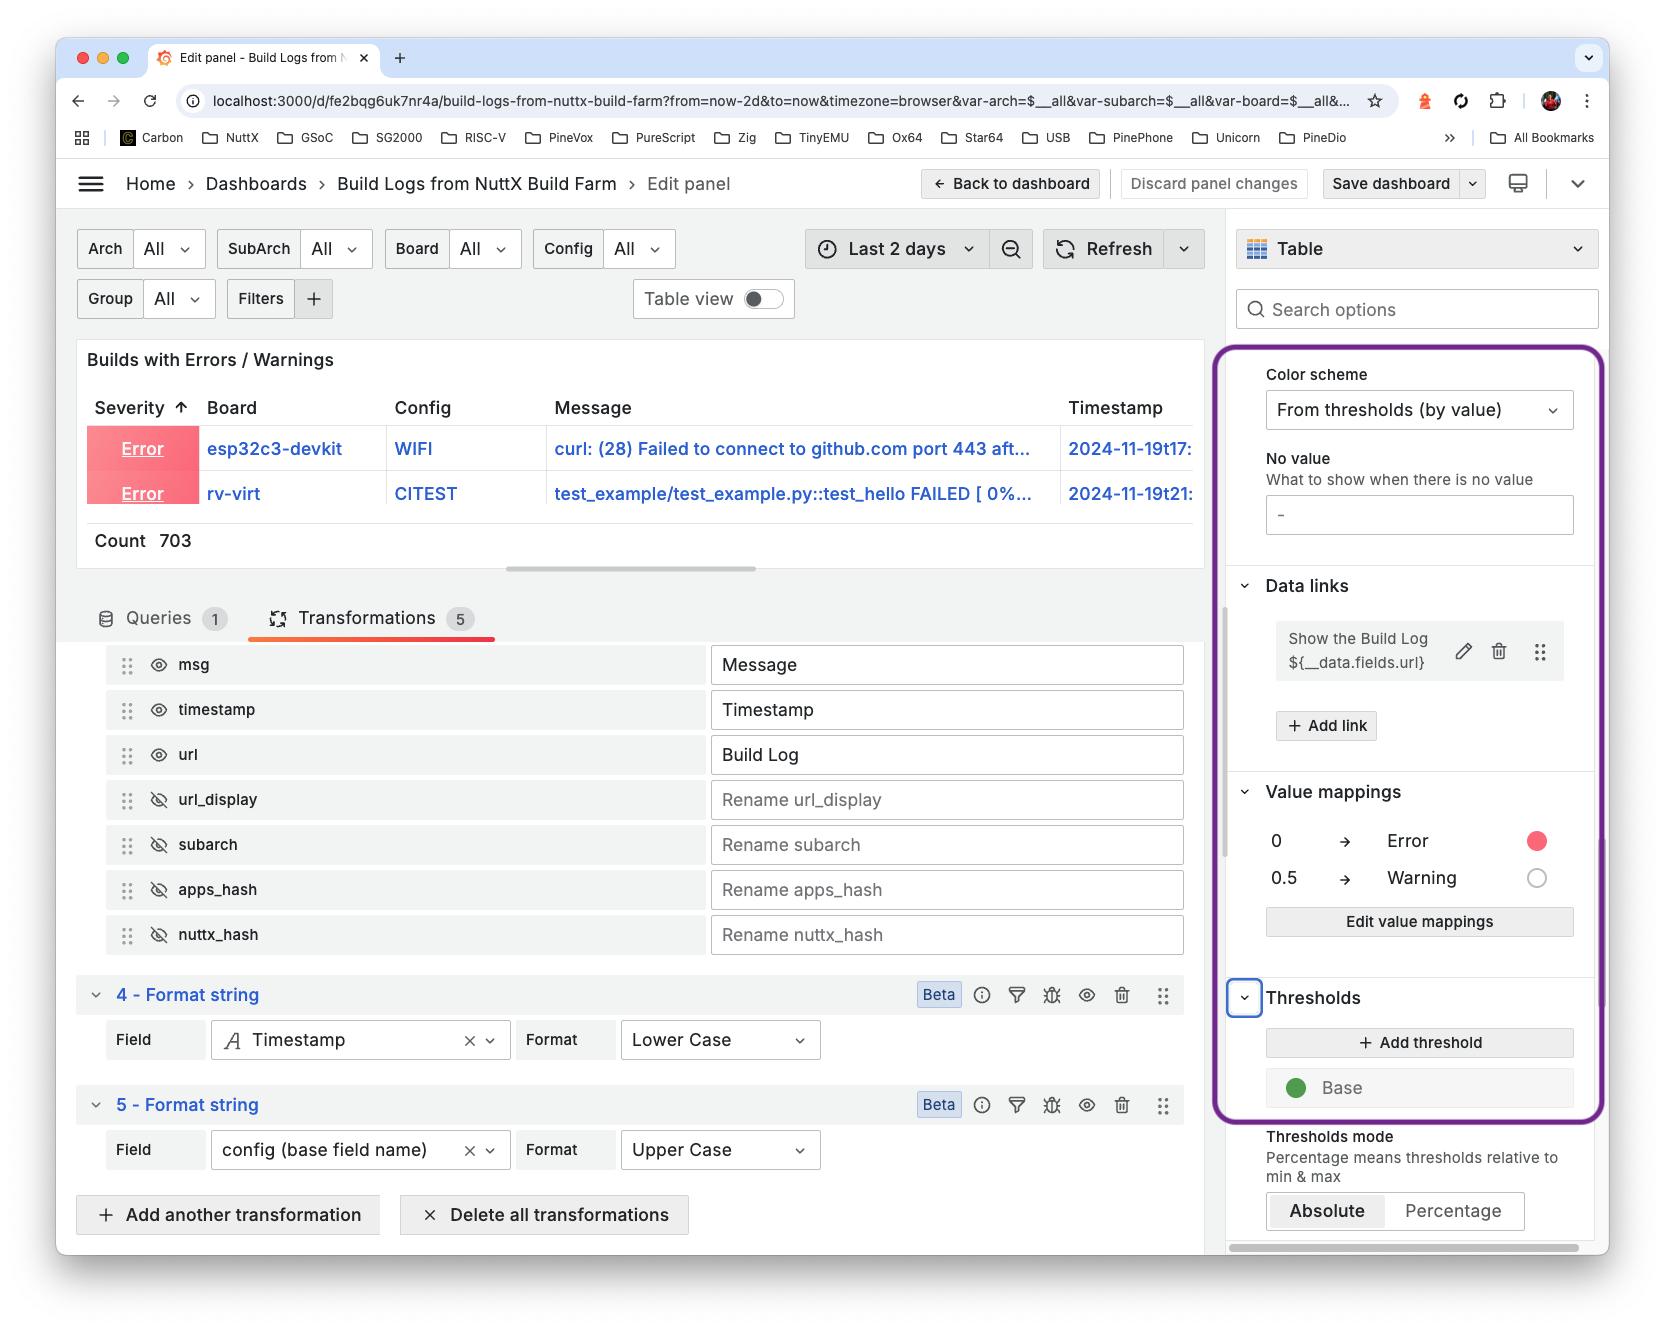 Edit panel - Build Logs from N
localhost:3000/d/fe2bqg6uk7nr4a/build-logs-from-nuttx-build-farm?from=now-2d&to=now&timezone=browser&var-arch=$__all&var-subarch=$__all&var-board=$__all&...
Carbon NuttX GSoC SG2000 RISC-V PineVox PureScript Zig TinyEMU Ox64 Star64 USB PinePhone Unicorn PineDio » All Bookmarks
Home › Dashboards › Build Logs from NuttX Build Farm › Edit panel
Back to dashboard
Discard panel changes
Save dashboard
Arch All SubArch All Board All Config All
Last 2 days
Refresh
Group All Filters +
Table view
Builds with Errors / Warnings
Severity ↑ Board Config Message Timestamp
Error esp32c3-devkit WIFI curl: (28) Failed to connect to github.com port 443 aft... 2024-11-19t17:
Error rv-virt CITEST test_example/test_example.py::test_hello FAILED [ 0%... 2024-11-19t21:
Count 703
Queries 1
Transformations 5
msg Message
timestamp Timestamp
url Build Log
url_display Rename url_display
subarch Rename subarch
apps_hash Rename apps_hash
nuttx_hash Rename nuttx_hash
4 - Format string Beta
Field Timestamp Format Lower Case
5 - Format string Beta
Field config (base field name) Format Upper Case
+ Add another transformation
× Delete all transformations
Table
Search options
Color scheme
From thresholds (by value)
No value
What to show when there is no value
-
Data links
Show the Build Log
${__data.fields.url}
+ Add link
Value mappings
0 → Error
0.5 → Warning
Edit value mappings
Thresholds
+ Add threshold
Base
Thresholds mode
Percentage means thresholds relative to
min & max
Absolute Percentage